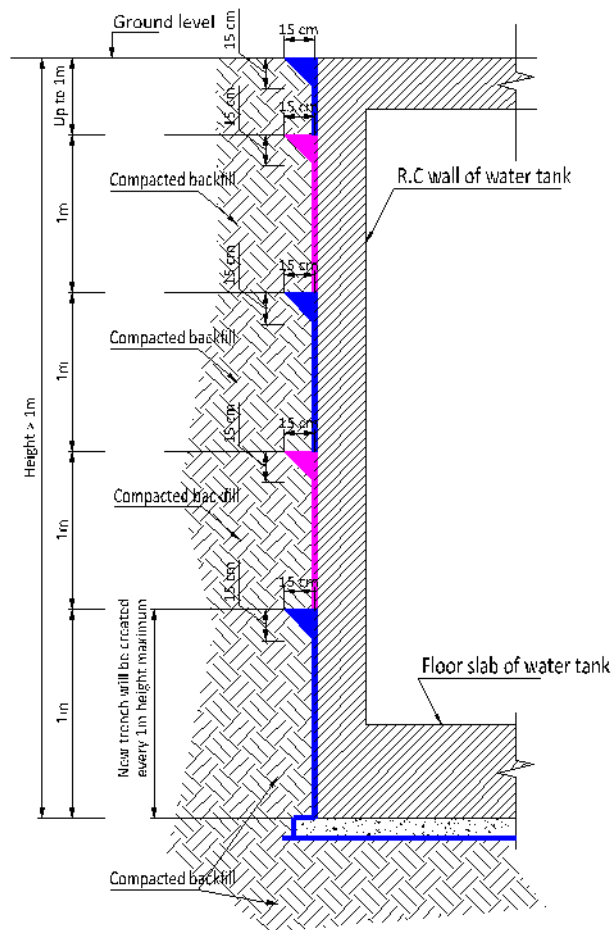 Ground level
15 cm
15 cm
Up to 1m
15 cm
15 cm
Compacted backfill
R.C wall of water tank
1m
15 cm
15 cm
Compacted backfill
1m
Height > 1m
15 cm
15 cm
Compacted backfill
1m
15 cm
15 cm
Floor slab of water tank
1m
New trench will be created
every 1m height maximum
Compacted backfill